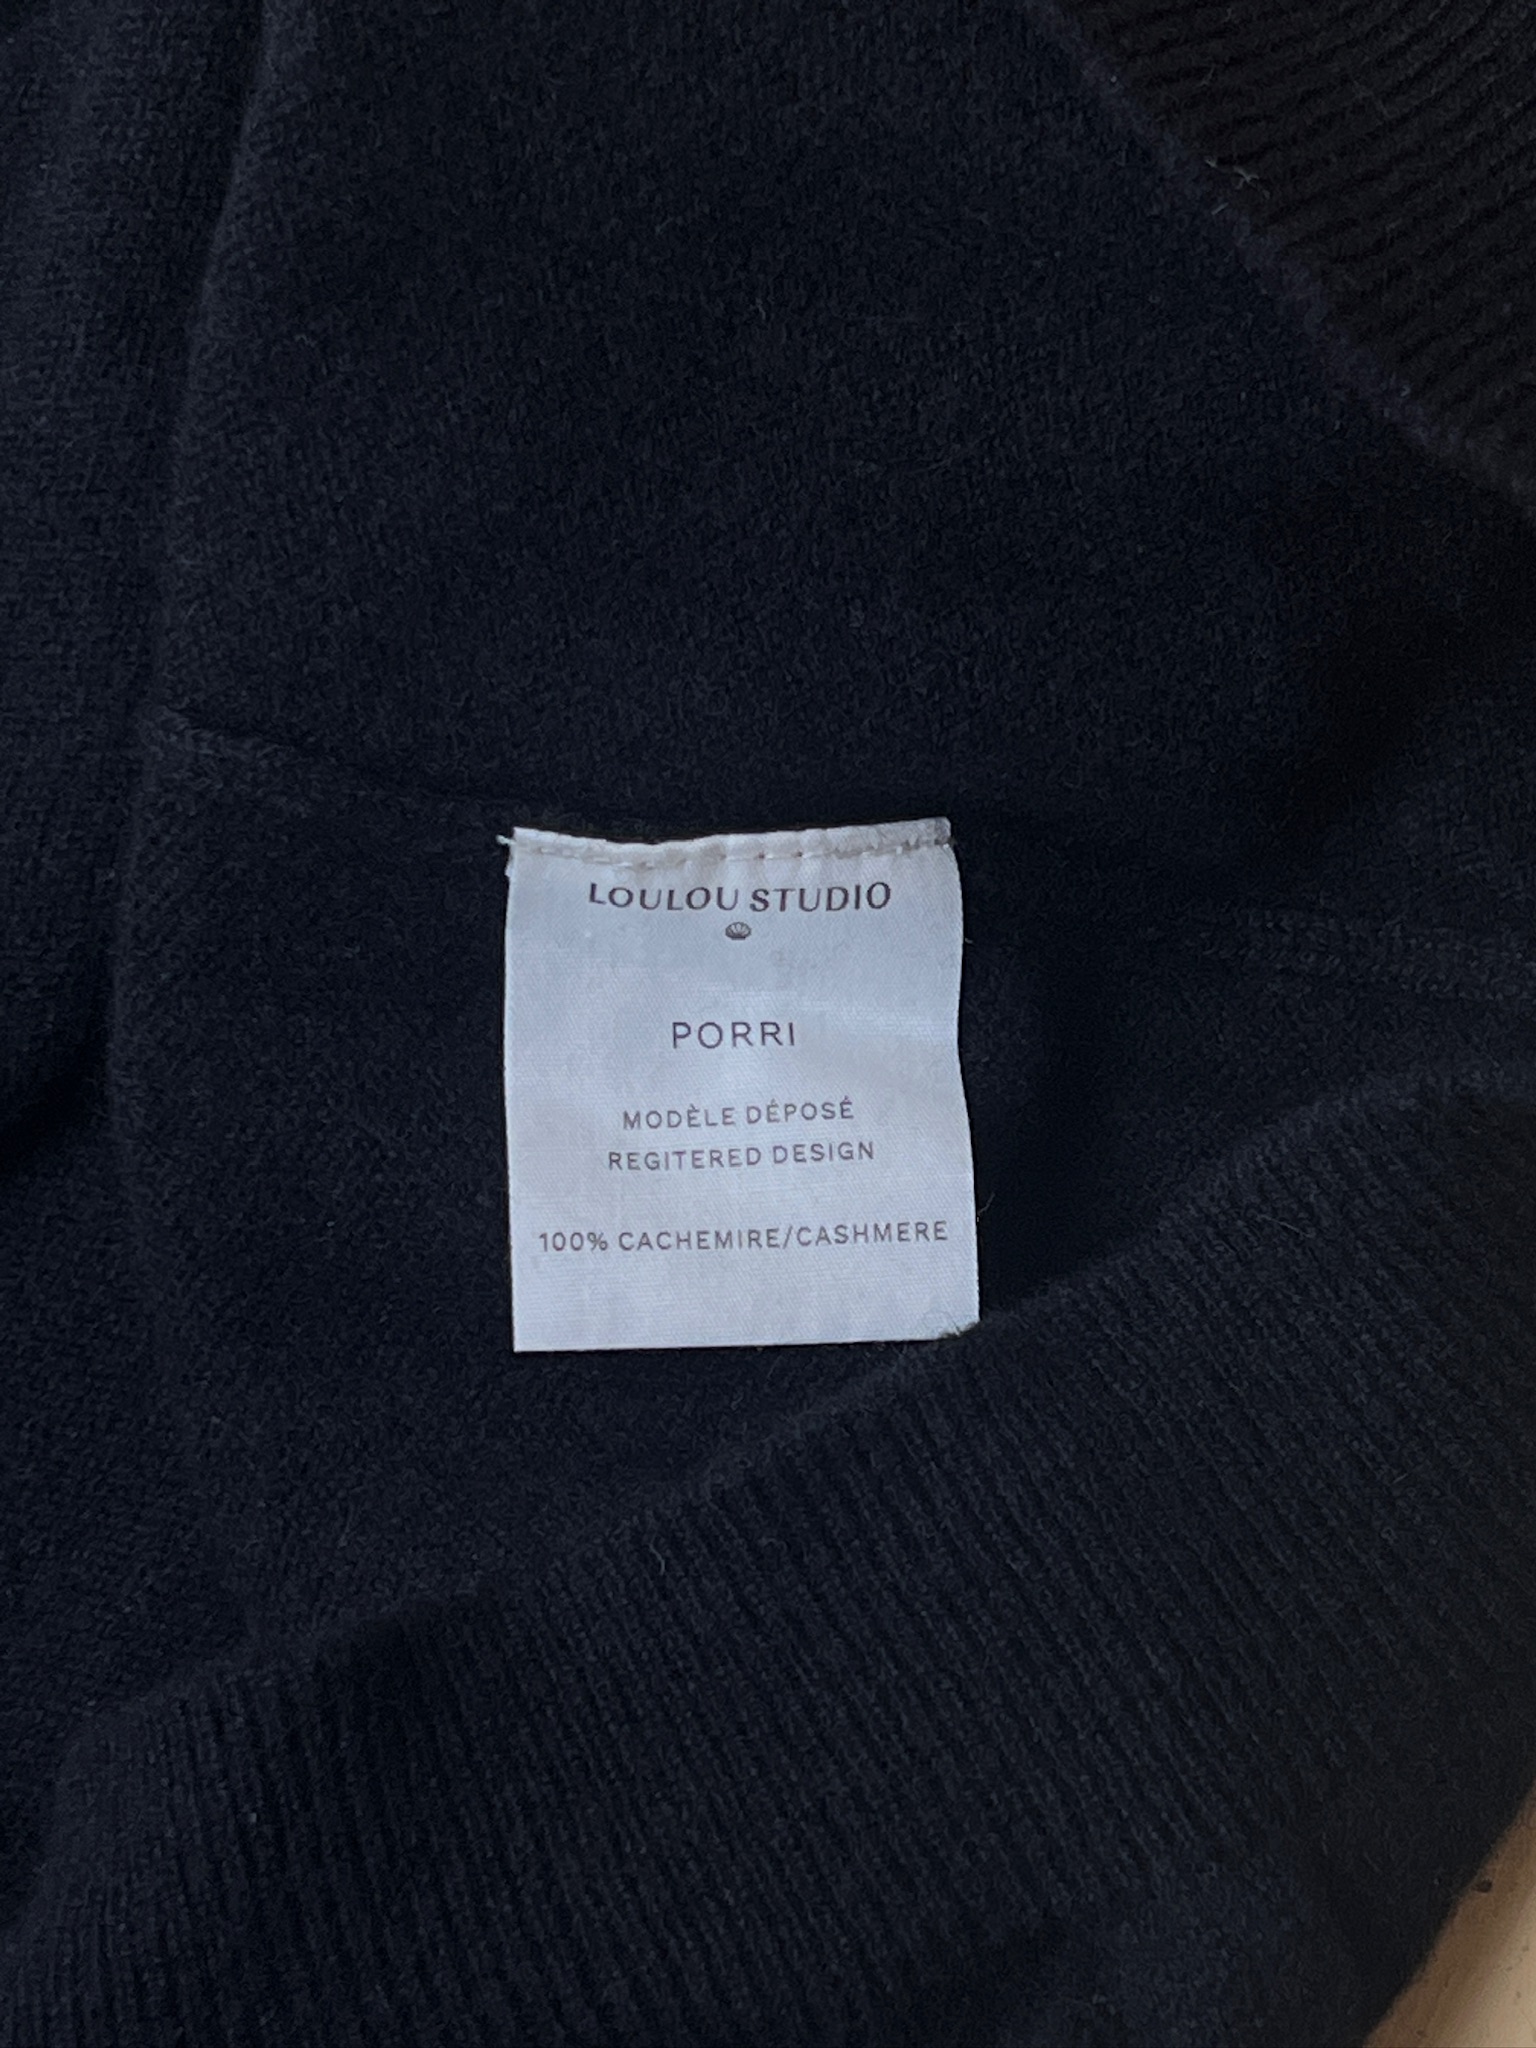 LOULOU STUDIO
PORRI
MODÈLE DÉPOSÉ
REGITERED DESIGN
100% CACHEMIRE/CASHMERE